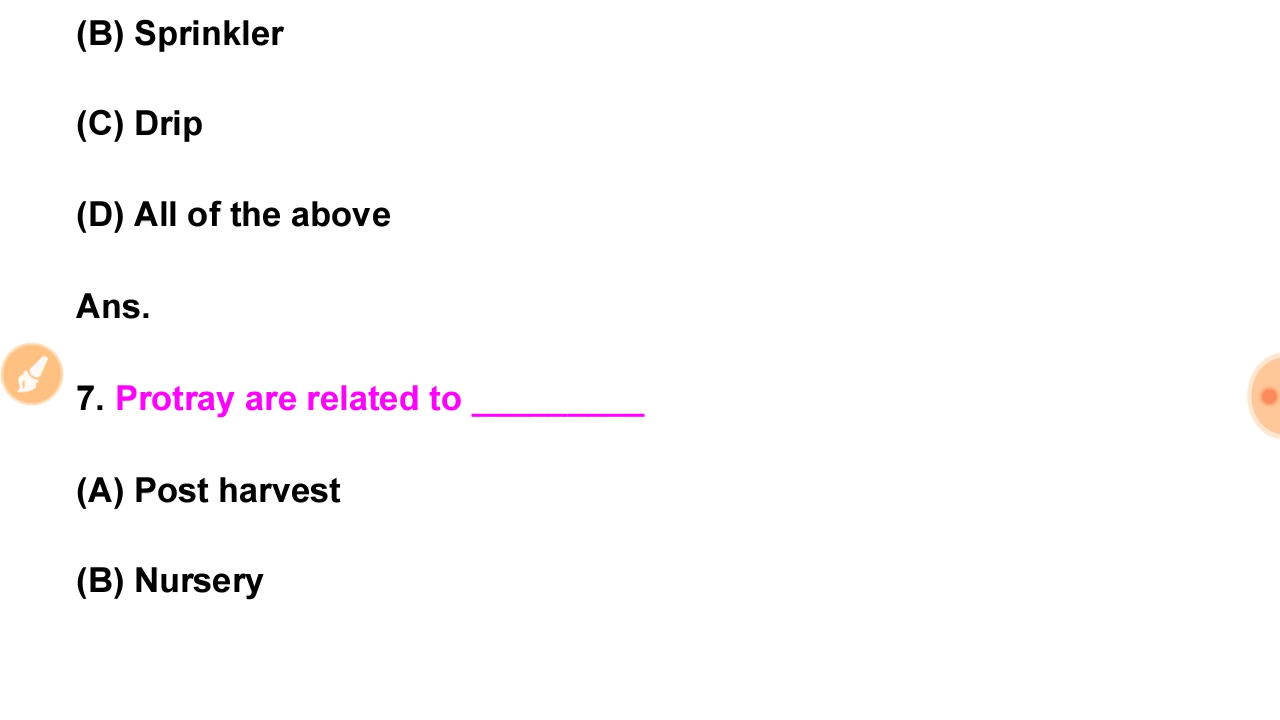 (B) Sprinkler
(C) Drip
(D) All of the above
Ans.
7. Protray are related to _________
(A) Post harvest
(B) Nursery